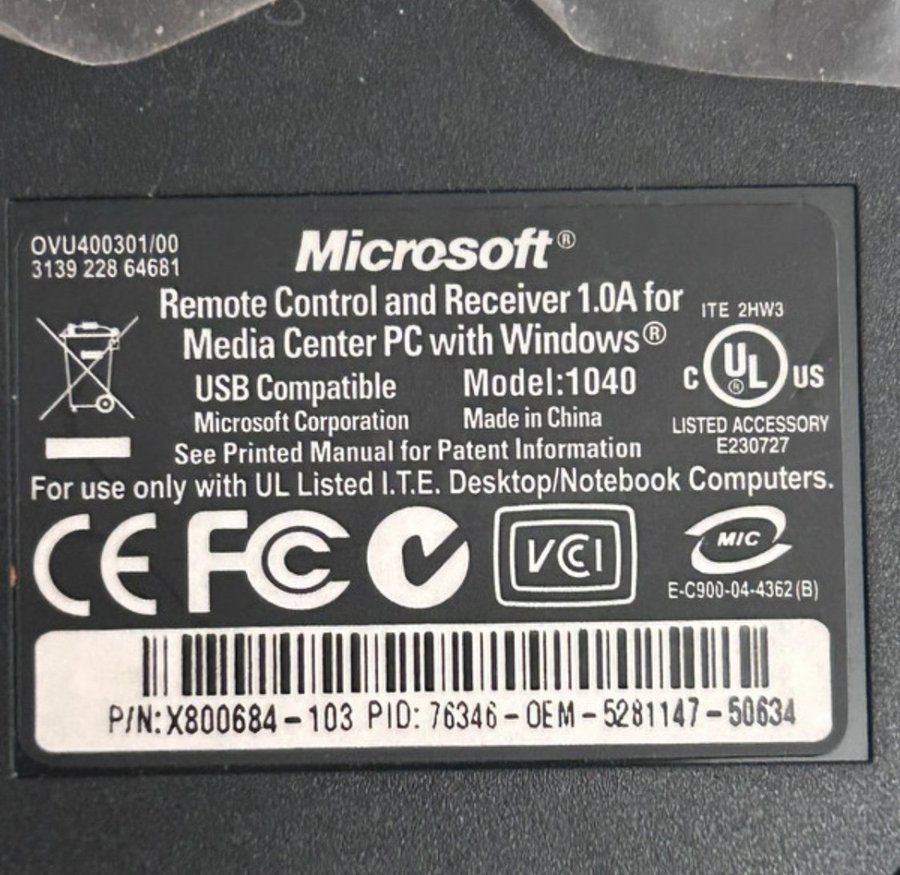 OVU400301/00
3139 228 64681
Microsoft®
Remote Control and Receiver 1.0A for
Media Center PC with Windows®
USB Compatible Model:1040
Microsoft Corporation Made in China
See Printed Manual for Patent Information
ITE 2HW3
C UL® US
LISTED ACCESSORY
E230727
For use only with UL Listed I.T.E. Desktop/Notebook Computers.
CE FC VCI MIC
E-C900-04-4362 (B)
P/N:X800684-103 PID: 76346-OEM-5281147-50634